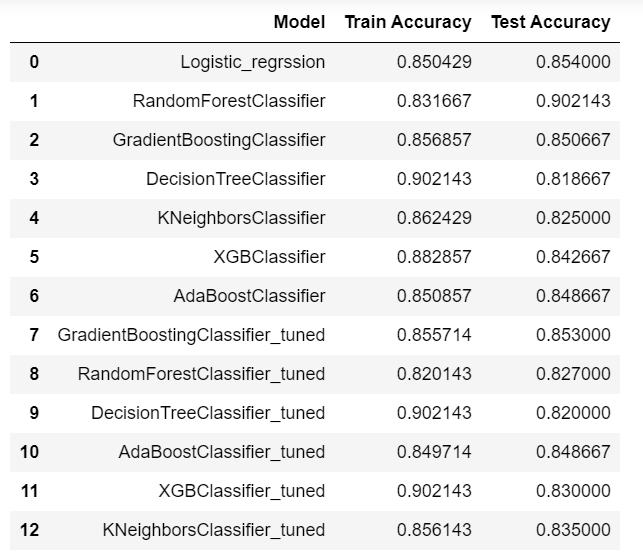 Model Train Accuracy Test Accuracy
0 Logistic_regrssion 0.850429 0.854000
1 RandomForestClassifier 0.831667 0.902143
2 GradientBoostingClassifier 0.856857 0.850667
3 DecisionTreeClassifier 0.902143 0.818667
4 KNeighborsClassifier 0.862429 0.825000
5 XGBClassifier 0.882857 0.842667
6 AdaBoostClassifier 0.850857 0.848667
7 GradientBoostingClassifier_tuned 0.855714 0.853000
8 RandomForestClassifier_tuned 0.820143 0.827000
9 DecisionTreeClassifier_tuned 0.902143 0.820000
10 AdaBoostClassifier_tuned 0.849714 0.848667
11 XGBClassifier_tuned 0.902143 0.830000
12 KNeighborsClassifier_tuned 0.856143 0.835000